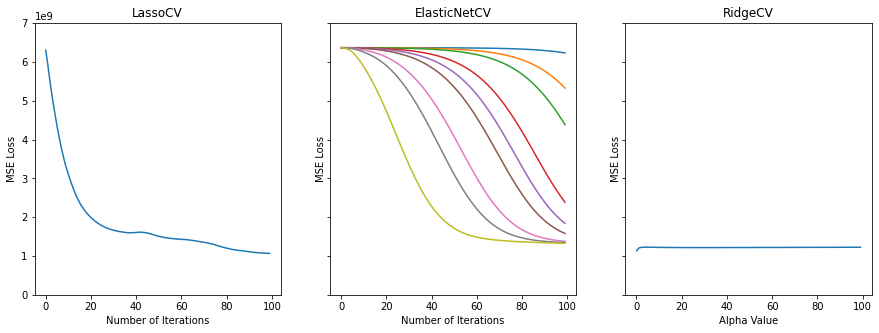 LassoCV
1e9
7
6
5
4
3
2
1
0
MSE Loss
0 20 40 60 80 100
Number of Iterations
ElasticNetCV
MSE Loss
0 20 40 60 80 100
Number of Iterations
RidgeCV
MSE Loss
0 20 40 60 80 100
Alpha Value